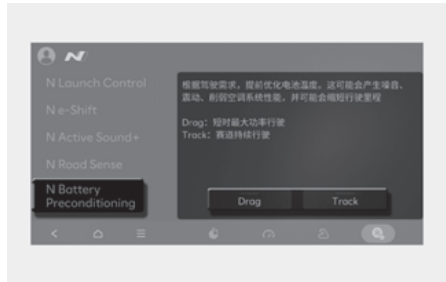 N
N Launch Control
N e-Shift
N Active Sound+
N Road Sense
N Battery
Preconditioning
根据驾驶需求，提前优化电池温度。这可能会产生噪音、
震动、削弱空调系统性能，并可能会缩短行驶里程
Drag：短时最大功率行驶
Track：赛道持续行驶
Drag
Track